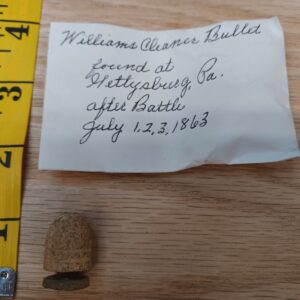 Williams Cleaner Bullet
found at
Gettysburg, Pa.
after Battle
July 1, 2, 3, 1863
4
3
2
1